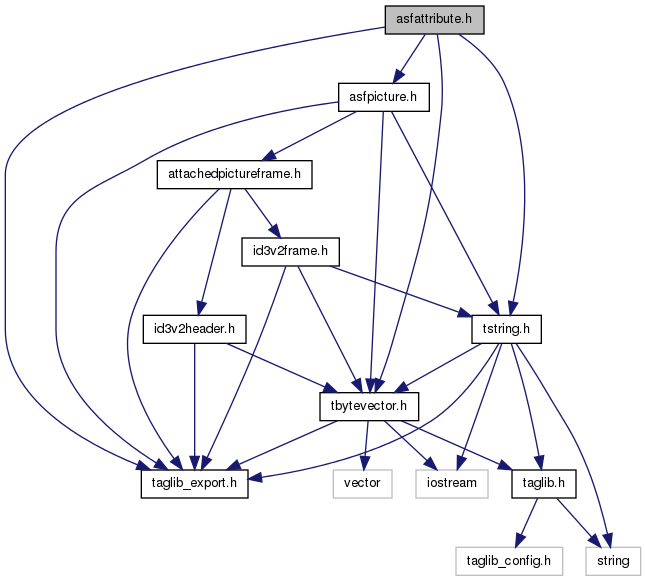 asfattribute.h
asfpicture.h
attachedpictureframe.h
id3v2frame.h
id3v2header.h
tstring.h
tbytevector.h
taglib_export.h
vector
iostream
taglib.h
taglib_config.h
string